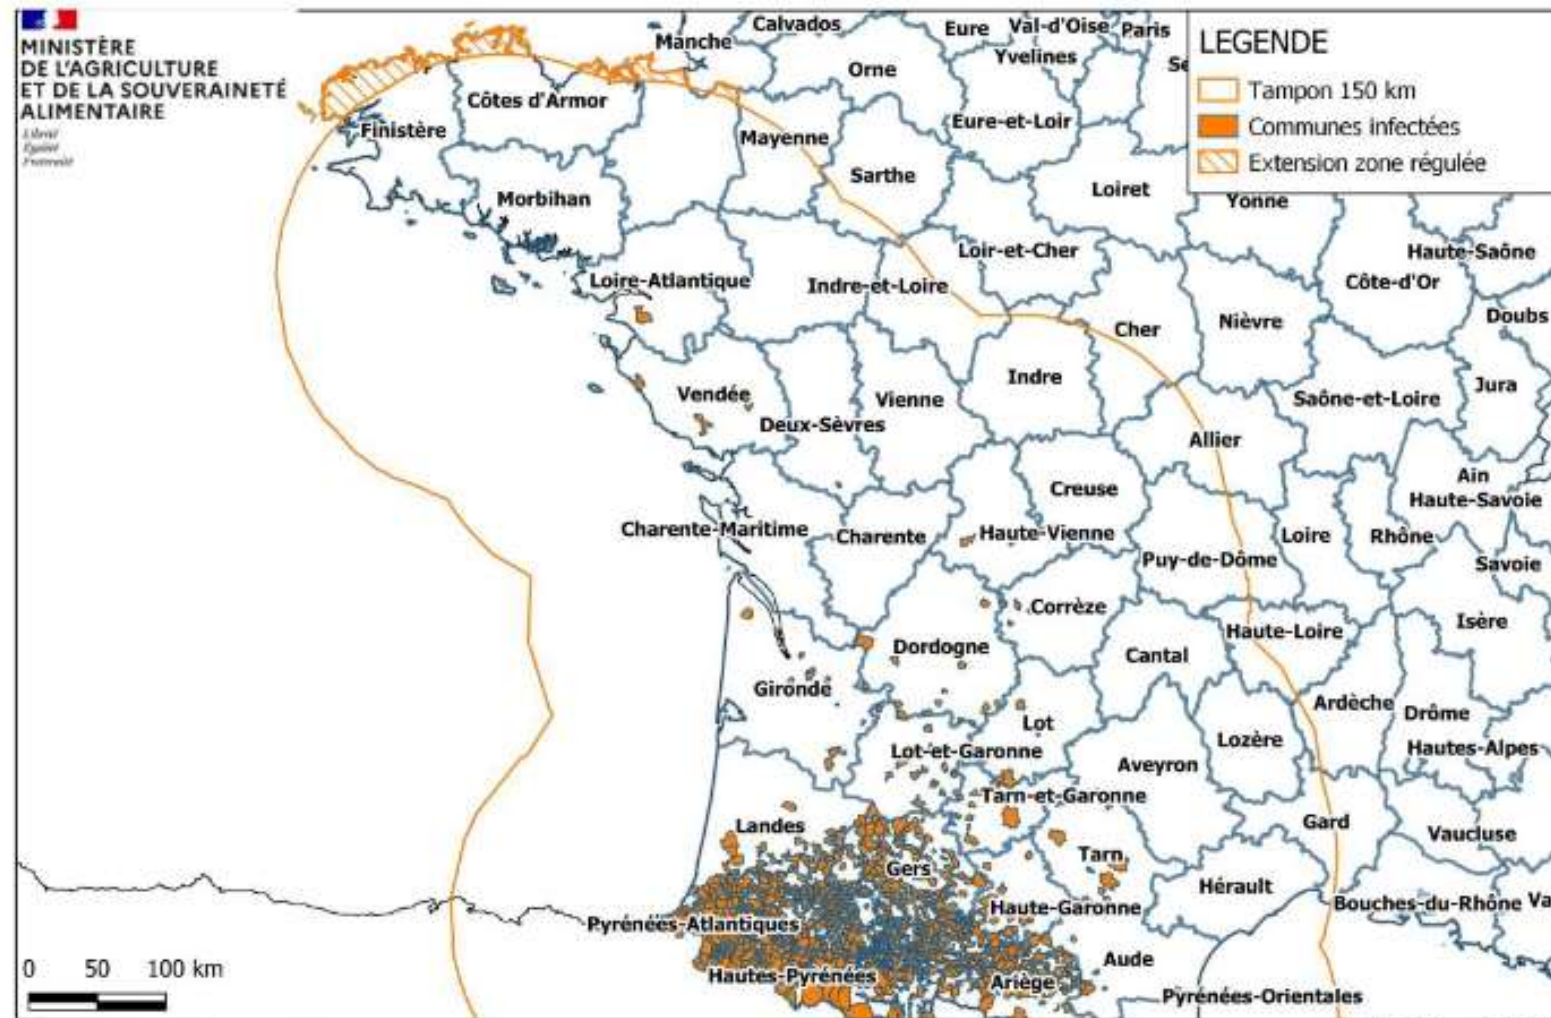 MINISTÈRE
DE L'AGRICULTURE
ET DE LA SOUVERAINETÉ
ALIMENTAIRE
Liberté
Égalité
Fraternité
LEGENDE
Tampon 150 km
Communes infectées
Extension zone régulée
Calvados
Eure
Val-d'Oise
Paris
Manche
Yvelines
Se
Orne
Côtes d'Armor
Finistère
Mayenne
Eure-et-Loir
Sarthe
Loiret
Yonne
Morbihan
Loir-et-Cher
Haute-Saône
Loire-Atlantique
Indre-et-Loire
Côte-d'Or
Cher
Nièvre
Doubs
Vendée
Vienne
Indre
Saône-et-Loire
Jura
Deux-Sèvres
Allier
Ain
Creuse
Haute-Savoie
Charente-Maritime
Charente
Haute-Vienne
Loire
Rhône
Puy-de-Dôme
Savoie
Corrèze
Isère
Dordogne
Haute-Loire
Cantal
Gironde
Ardèche
Drôme
Lot
Lozère
Hautes-Alpes
Lot-et-Garonne
Aveyron
Tarn-et-Garonne
Landes
Gard
Vaucluse
Tarn
Gers
Hérault
Haute-Garonne
Bouches-du-Rhône
Va
Pyrénées-Atlantiques
Aude
Hautes-Pyrénées
Ariège
Pyrénées-Orientales
0 50 100 km